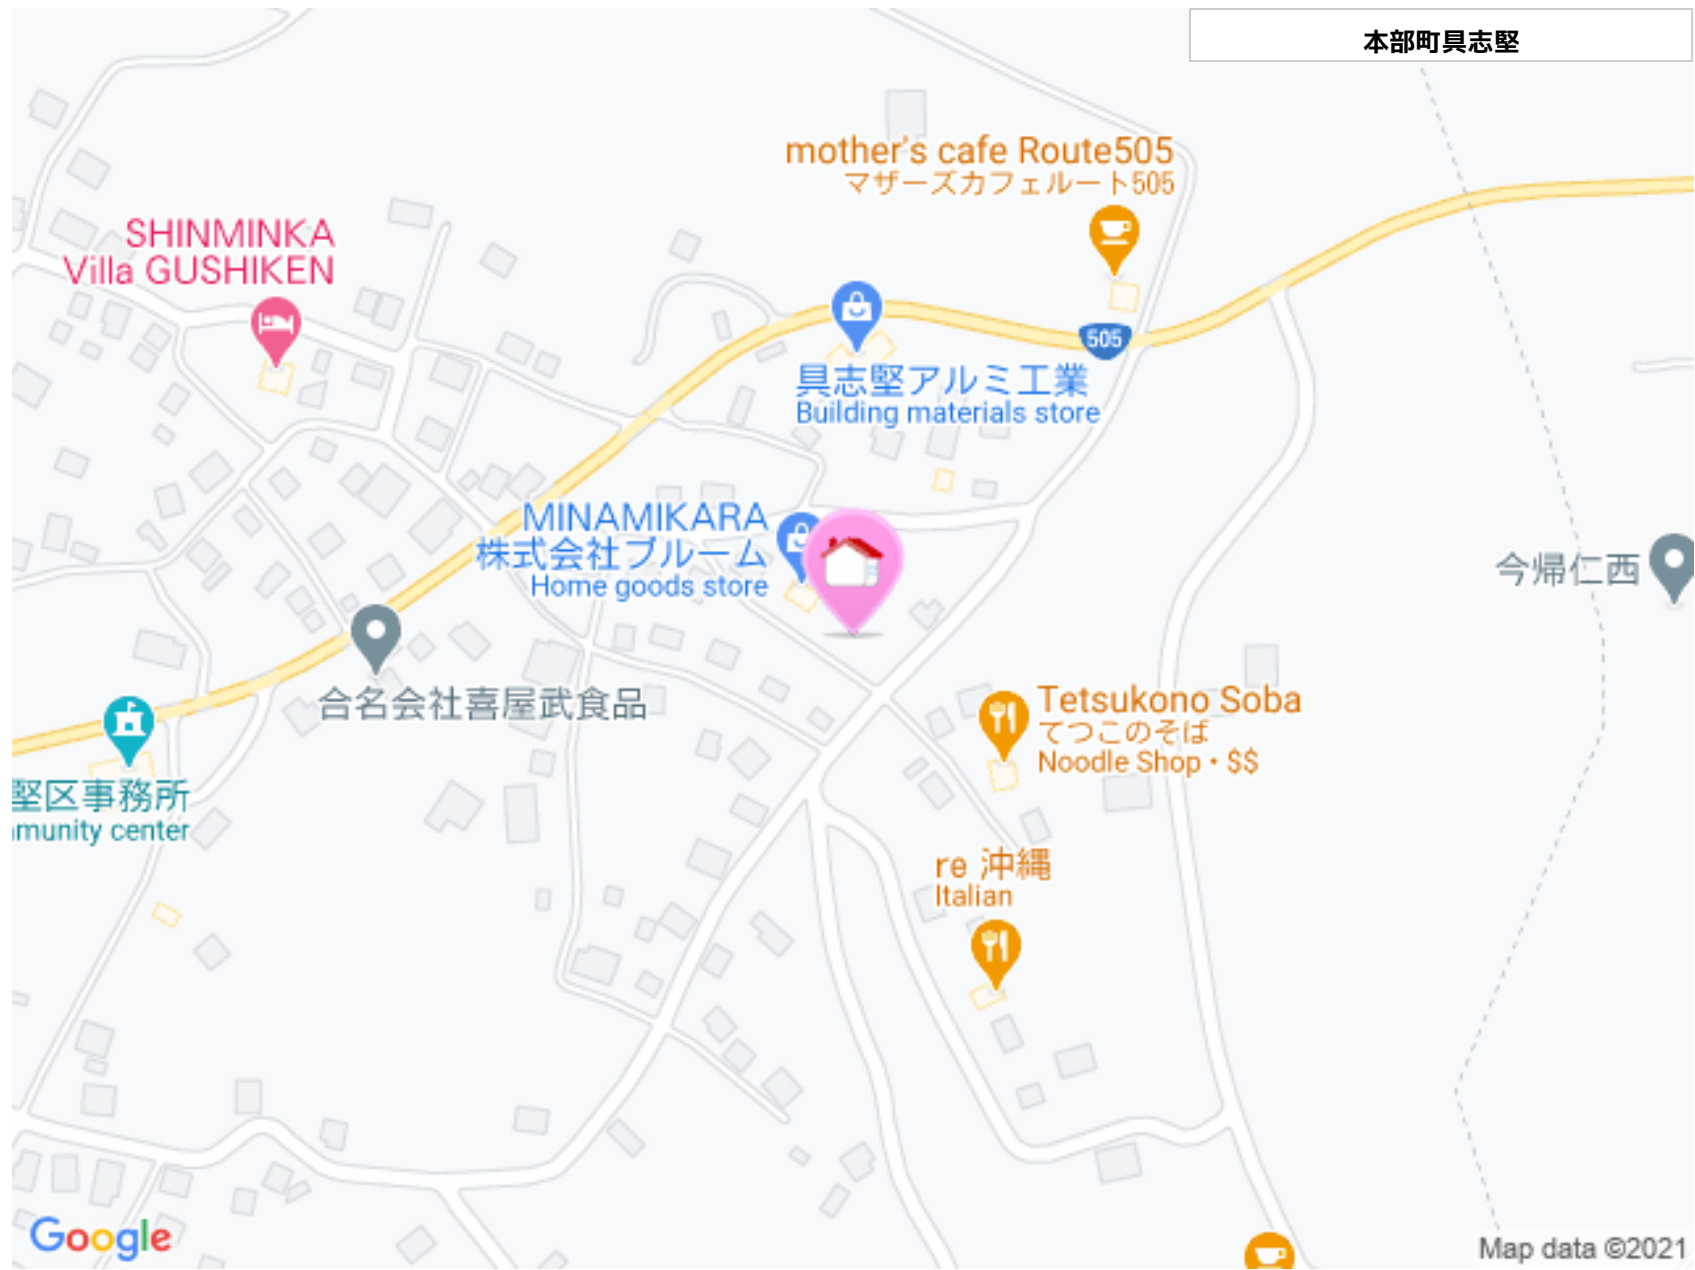 本部町具志堅
mother's cafe Route505
マザーズカフェルート505
SHINMINKA
Villa GUSHIKEN
505
具志堅アルミ工業
Building materials store
MINAMIKARA
株式会社ブルーム
Home goods store
今帰仁西
合名会社喜屋武食品
Tetsukono Soba
てつこのそば
Noodle Shop • $$
堅区事務所
mmunity center
re 沖縄
Italian
Google
Map data ©2021